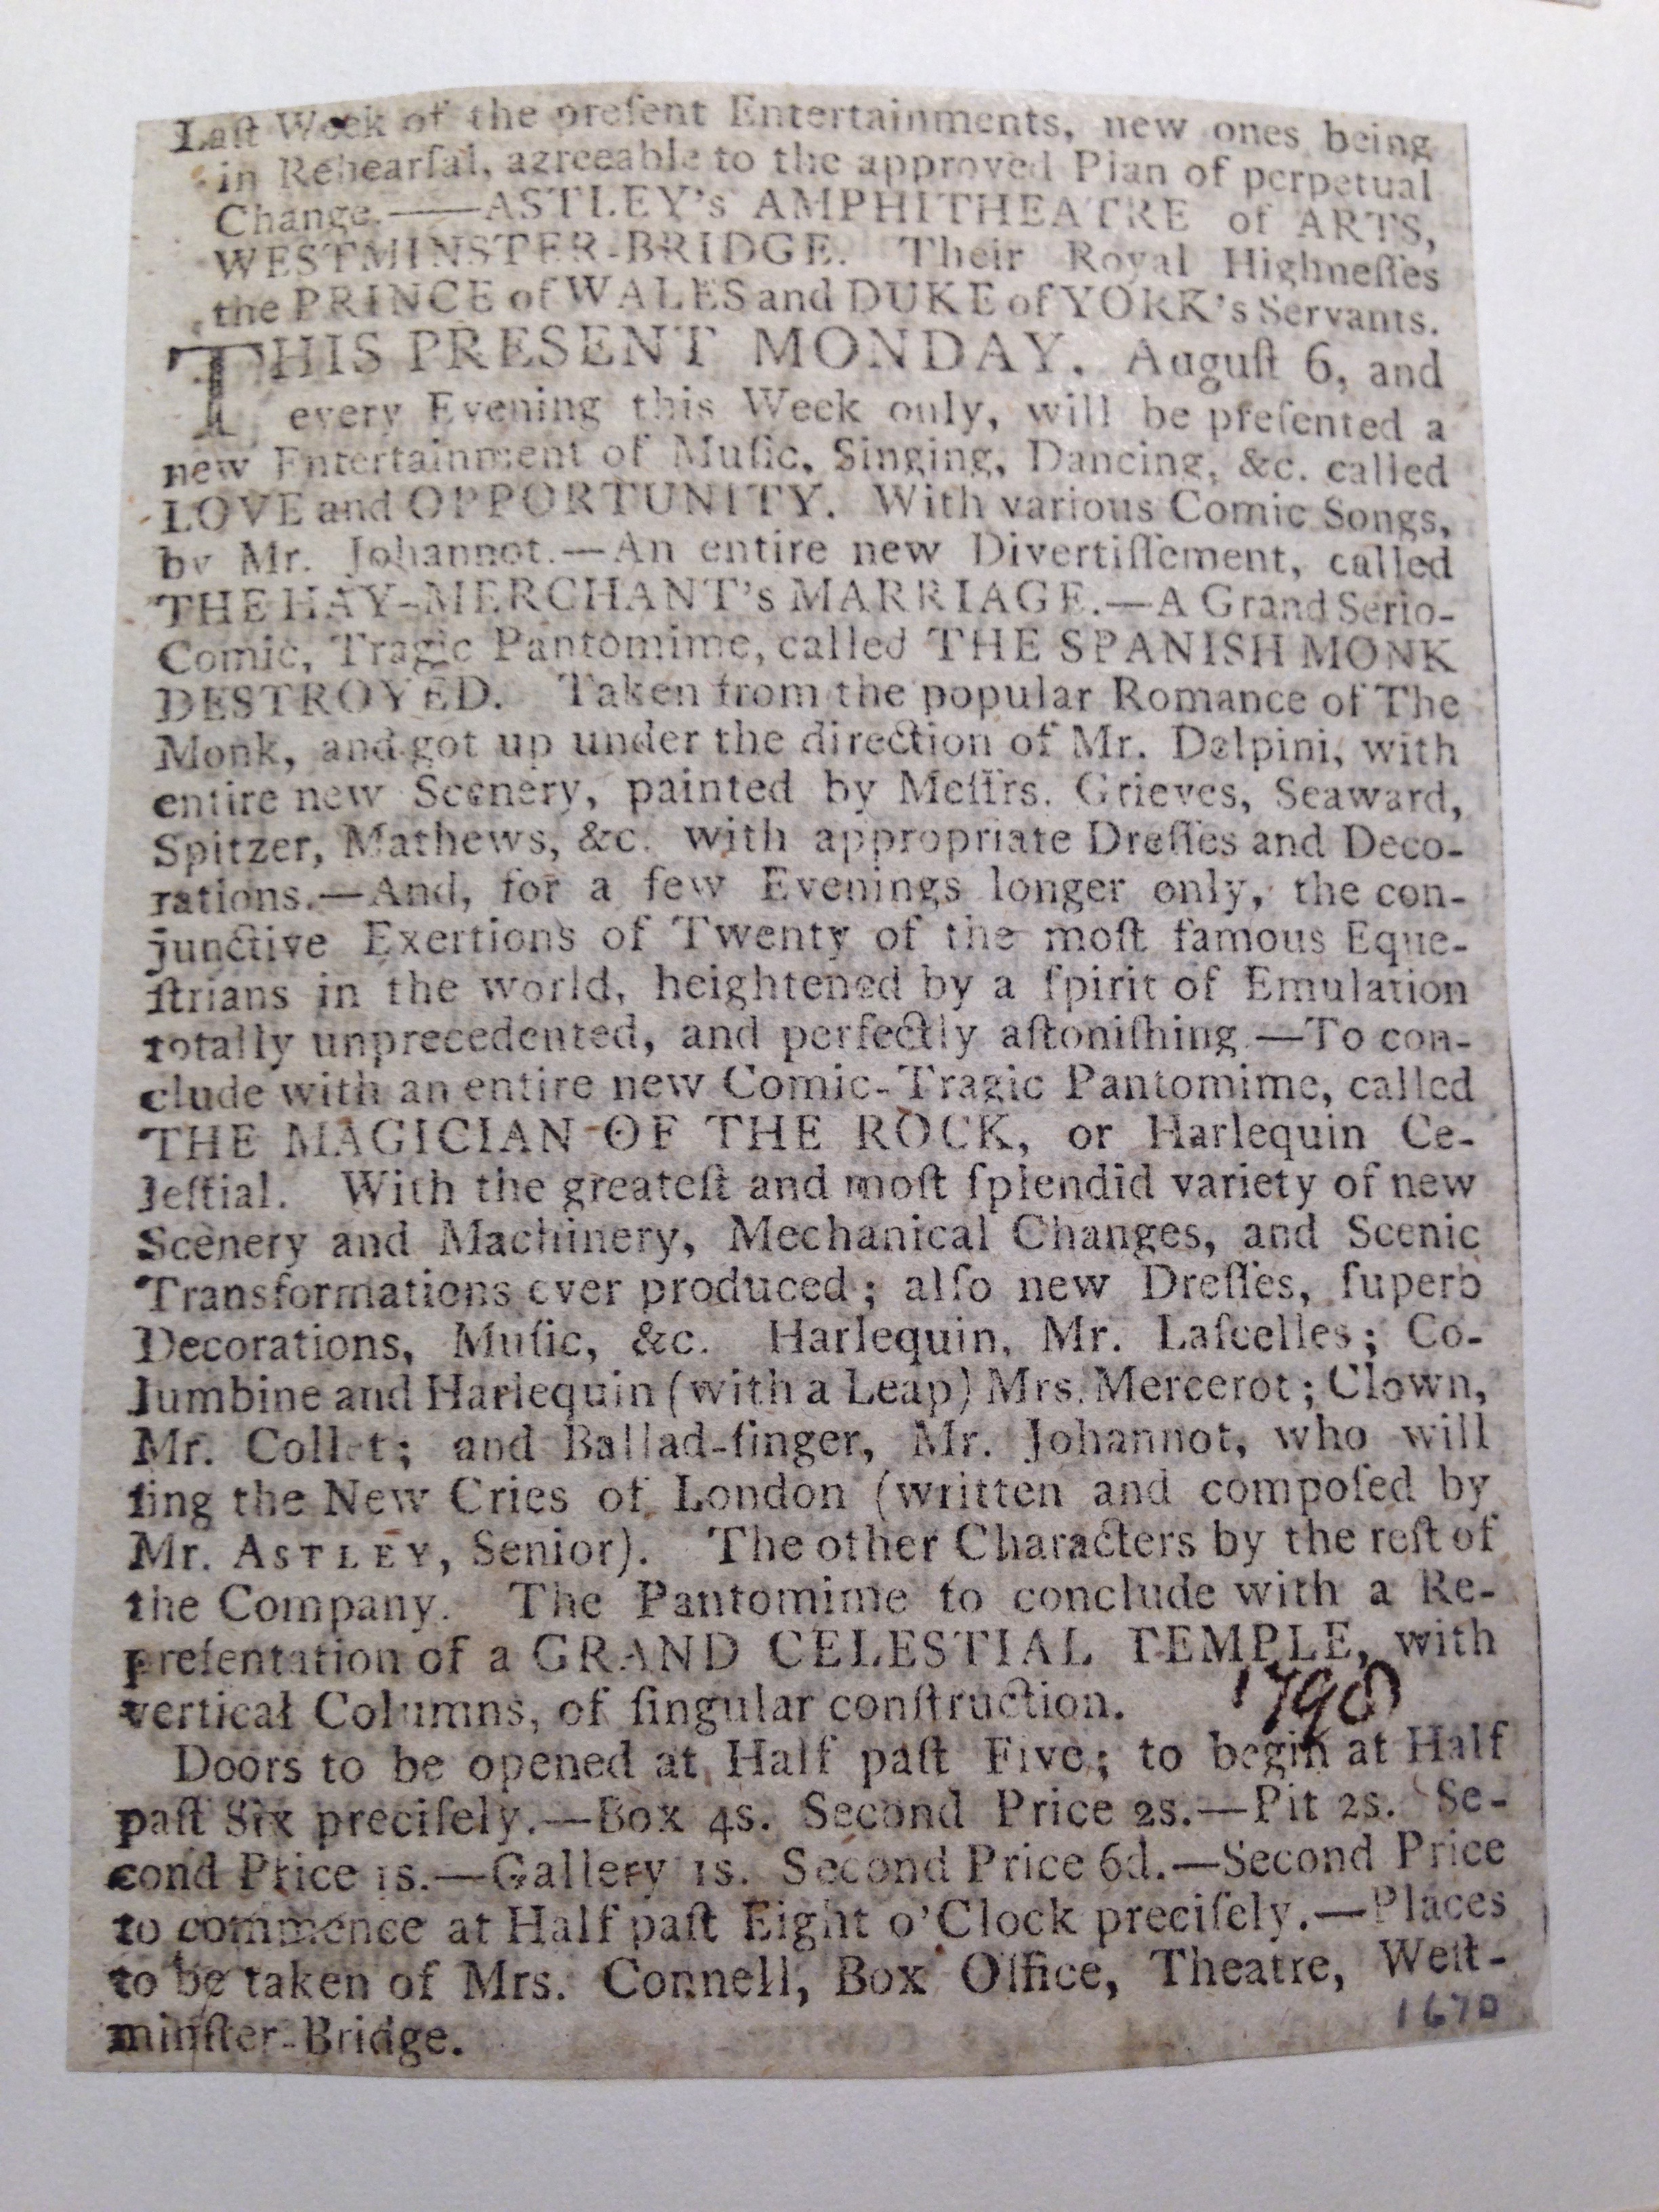 Laſt Week of the preſent Entertainments, new ones being
in Rehearſal, agreeable to the approved Plan of perpetual
Change.——ASTLEY's AMPHITHEATRE of ARTS,
WESTMINSTER-BRIDGE. Their Royal Highneſſes
the PRINCE of WALES and DUKE of YORK's Servants.
THIS PRESENT MONDAY, Auguſt 6, and
every Evening this Week only, will be preſented a
new Entertainment of Muſic, Singing, Dancing, &c. called
LOVE and OPPORTUNITY. With various Comic Songs,
by Mr. Johannot.—An entire new Divertiſſement, called
THE HAY-MERCHANT's MARRIAGE.—A Grand Serio-
Comic, Tragic Pantomime, called THE SPANISH MONK
DESTROYED. Taken from the popular Romance of The
Monk, and got up under the direction of Mr. Delpini, with
entire new Scenery, painted by Meſſrs. Grieves, Seaward,
Spitzer, Mathews, &c. with appropriate Dreſſes and Deco-
rations.—And, for a few Evenings longer only, the con-
junctive Exertions of Twenty of the moſt famous Eque-
ſtrians in the world, heightened by a ſpirit of Emulation
totally unprecedented, and perfectly aſtoniſhing.—To con-
clude with an entire new Comic-Tragic Pantomime, called
THE MAGICIAN OF THE ROCK, or Harlequin Ce-
leſtial. With the greateſt and moſt ſplendid variety of new
Scenery and Machinery, Mechanical Changes, and Scenic
Transformations ever produced; alſo new Dreſſes, ſuperb
Decorations, Muſic, &c. Harlequin, Mr. Laſcelles; Co-
lumbine and Harlequin (with a Leap) Mrs. Mercerot; Clown,
Mr. Collet; and Ballad-ſinger, Mr. Johannot, who will
ſing the New Cries of London (written and compoſed by
Mr. ASTLEY, Senior). The other Characters by the reſt of
the Company. The Pantomime to conclude with a Re-
preſentation of a GRAND CELESTIAL TEMPLE, with
vertical Columns, of ſingular conſtruction.
1798
Doors to be opened at Half paſt Five; to begin at Half
paſt Six preciſely.—Box 4s. Second Price 2s.—Pit 2s. Se-
cond Price 1s.—Gallery 1s. Second Price 6d.—Second Price
to commence at Half paſt Eight o'Clock preciſely.—Places
to be taken of Mrs. Connell, Box Office, Theatre, Weſt-
minſter-Bridge.
1670